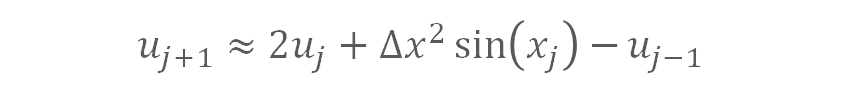 u_{j+1} ≈ 2u_j + Δx² sin(x_j) − u_{j−1}